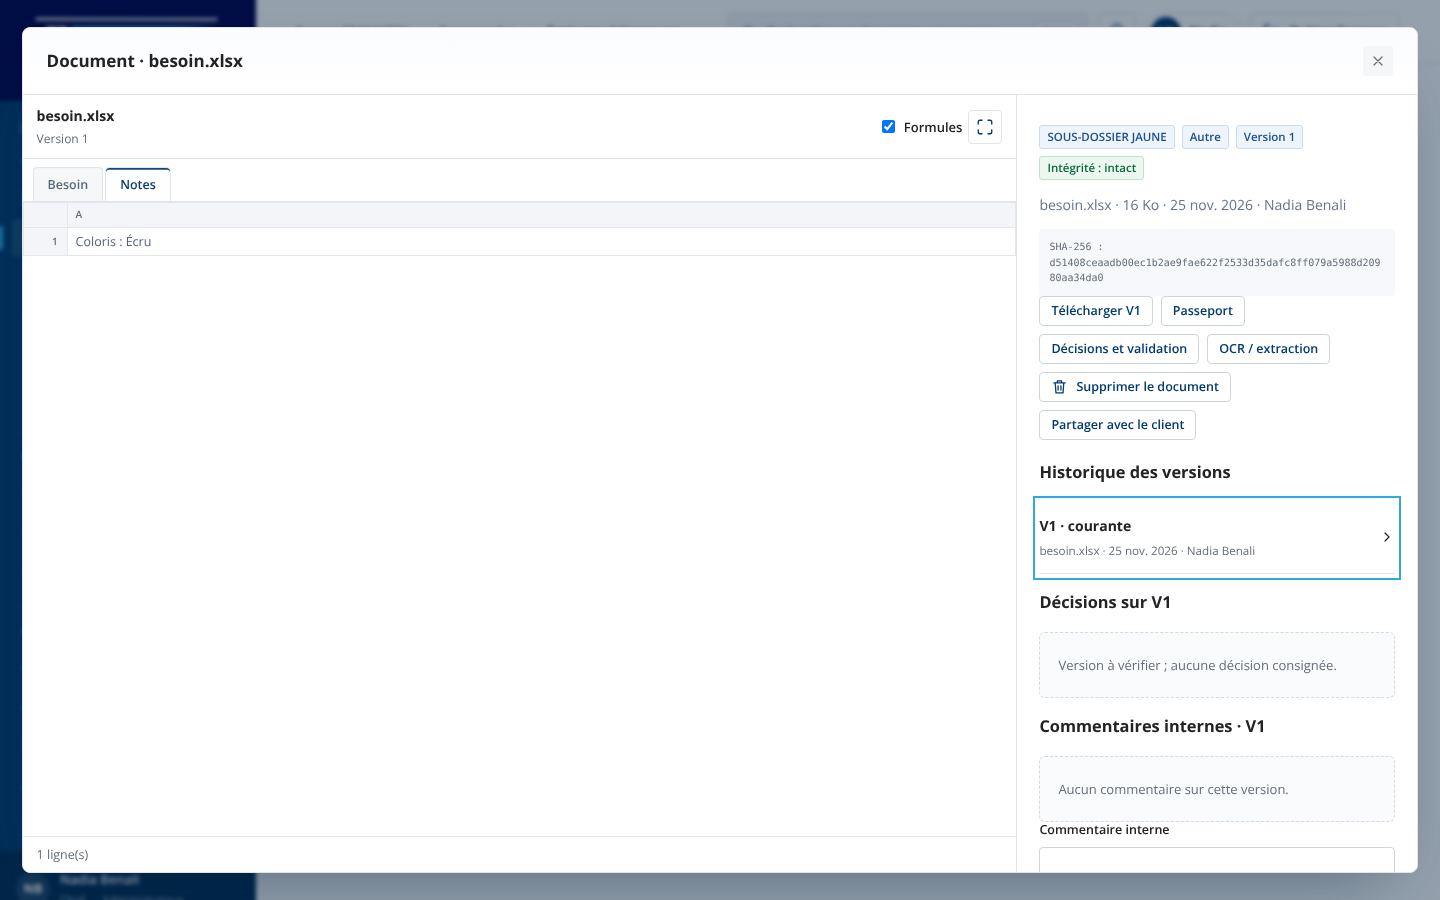 Document · besoin.xlsx
besoin.xlsx
Version 1
Formules
Besoin
Notes
A
1
Coloris : Écru
1 ligne(s)
SOUS-DOSSIER JAUNE
Autre
Version 1
Intégrité : intact
besoin.xlsx · 16 Ko · 25 nov. 2026 · Nadia Benali
SHA-256 :
d51408ceaadb00ec1b2ae9fae622f2533d35dafc8ff079a5988d209
80aa34da0
Télécharger V1
Passeport
Décisions et validation
OCR / extraction
Supprimer le document
Partager avec le client
Historique des versions
V1 · courante
besoin.xlsx · 25 nov. 2026 · Nadia Benali
Décisions sur V1
Version à vérifier ; aucune décision consignée.
Commentaires internes · V1
Aucun commentaire sur cette version.
Commentaire interne
NB
Nadia Benali